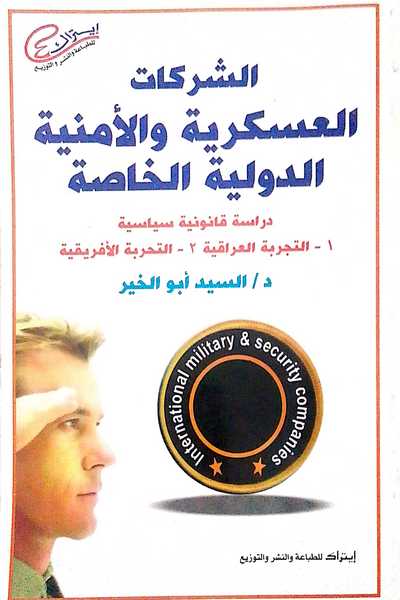 إيتراك
للطباعة والنشر والتوزيع
الشركات
العسكرية والأمنية
الدولية الخاصة
دراسة قانونية سياسية
١ - التجربة العراقية ٢ - التحربة الأفريقية
د/ السيد أبو الخير
International military & security companies
إيتراك للطباعة والنشر والتوزيع